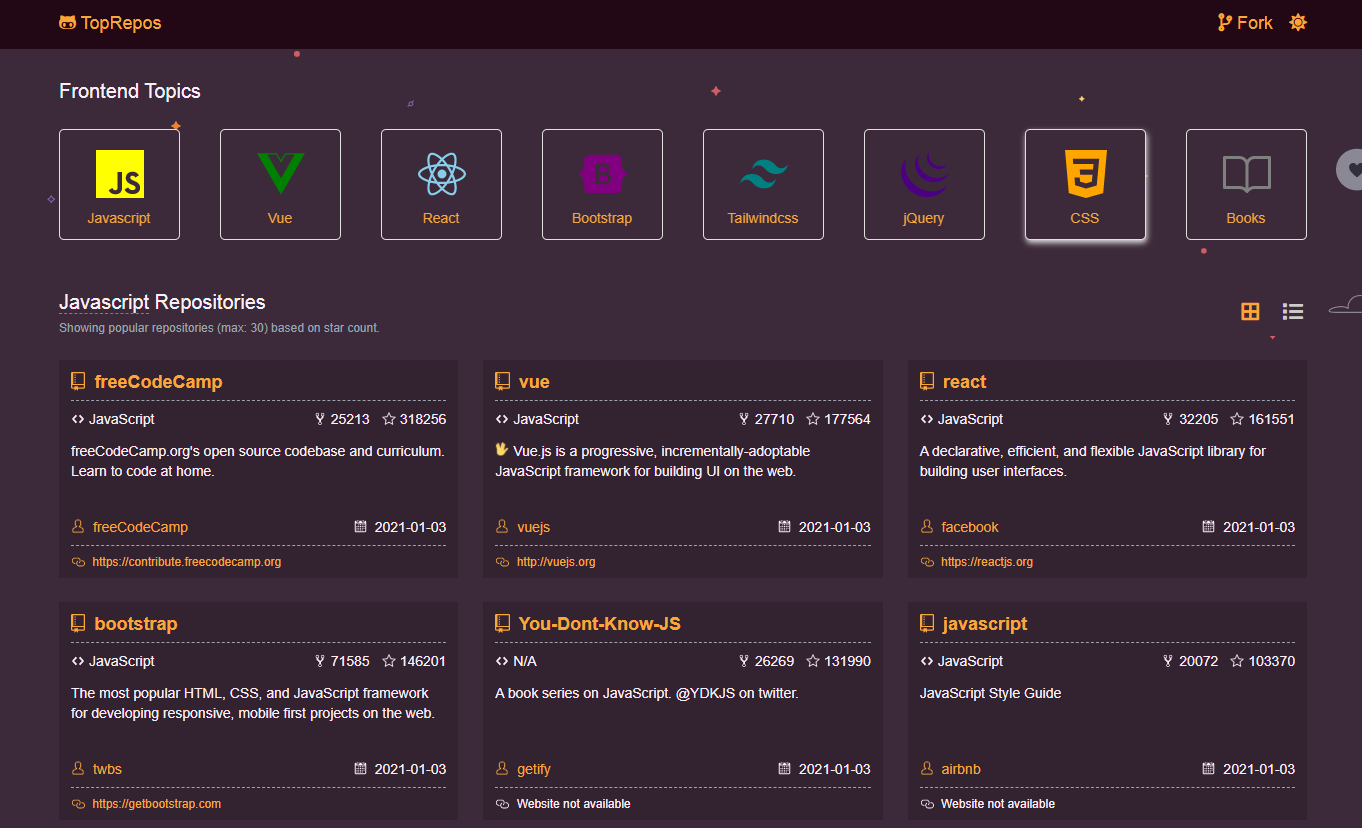 TopRepos
Fork
Frontend Topics
JS
Javascript
Vue
React
B
Bootstrap
Tailwindcss
jQuery
3
CSS
Books
Javascript Repositories
Showing popular repositories (max: 30) based on star count.
freeCodeCamp
JavaScript 25213 318256
freeCodeCamp.org's open source codebase and curriculum.
Learn to code at home.
freeCodeCamp 2021-01-03
https://contribute.freecodecamp.org
vue
JavaScript 27710 177564
🖖 Vue.js is a progressive, incrementally-adoptable
JavaScript framework for building UI on the web.
vuejs 2021-01-03
http://vuejs.org
react
JavaScript 32205 161551
A declarative, efficient, and flexible JavaScript library for
building user interfaces.
facebook 2021-01-03
https://reactjs.org
bootstrap
JavaScript 71585 146201
The most popular HTML, CSS, and JavaScript framework
for developing responsive, mobile first projects on the web.
twbs 2021-01-03
https://getbootstrap.com
You-Dont-Know-JS
N/A 26269 131990
A book series on JavaScript. @YDKJS on twitter.
getify 2021-01-03
Website not available
javascript
JavaScript 20072 103370
JavaScript Style Guide
airbnb 2021-01-03
Website not available